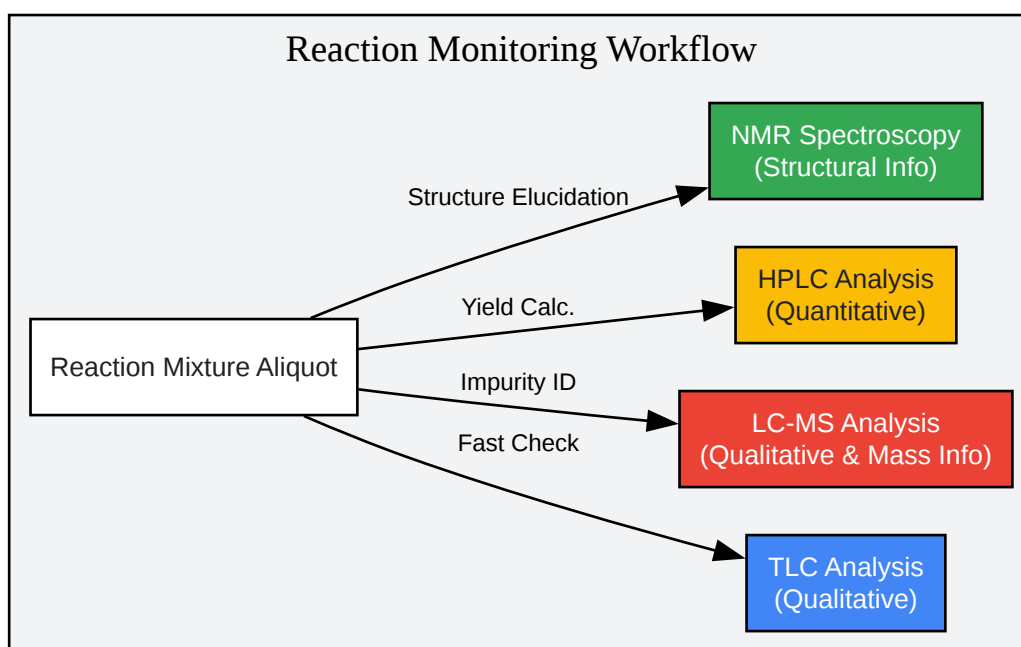 Reaction Monitoring Workflow
NMR Spectroscopy
(Structural Info)
Structure Elucidation
HPLC Analysis
(Quantitative)
Yield Calc.
Reaction Mixture Aliquot
Impurity ID
LC-MS Analysis
(Qualitative & Mass Info)
Fast Check
TLC Analysis
(Qualitative)